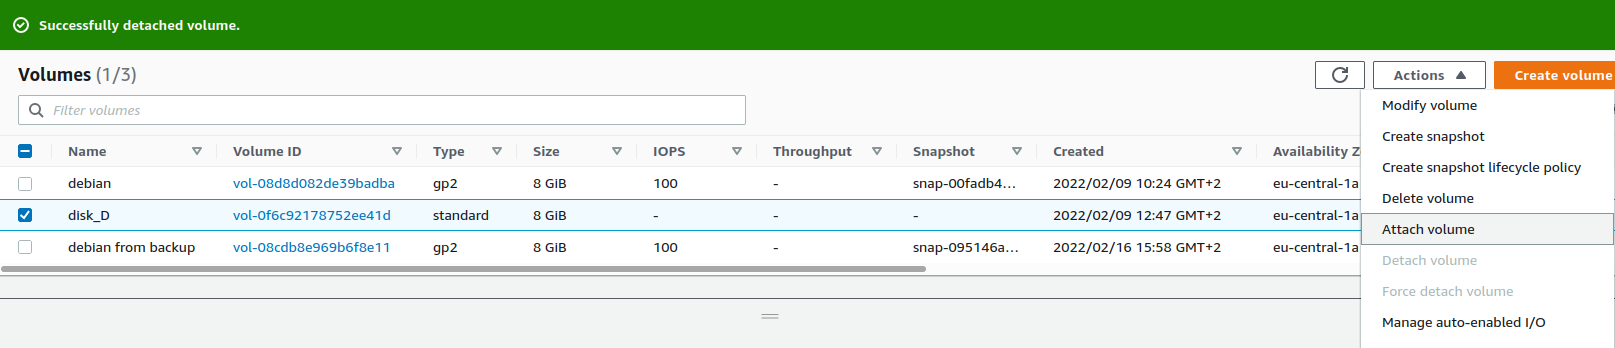 Successfully detached volume.
Volumes (1/3)
Actions
Create volume
Filter volumes
Name Volume ID Type Size IOPS Throughput Snapshot Created Availability Z
debian vol-08d8d082de39badba gp2 8 GiB 100 - snap-00fadb4... 2022/02/09 10:24 GMT+2 eu-central-1a
disk_D vol-0f6c92178752ee41d standard 8 GiB - - - 2022/02/09 12:47 GMT+2 eu-central-1a
debian from backup vol-08cdb8e969b6f8e11 gp2 8 GiB 100 - snap-095146a... 2022/02/16 15:58 GMT+2 eu-central-1a
Modify volume
Create snapshot
Create snapshot lifecycle policy
Delete volume
Attach volume
Detach volume
Force detach volume
Manage auto-enabled I/O